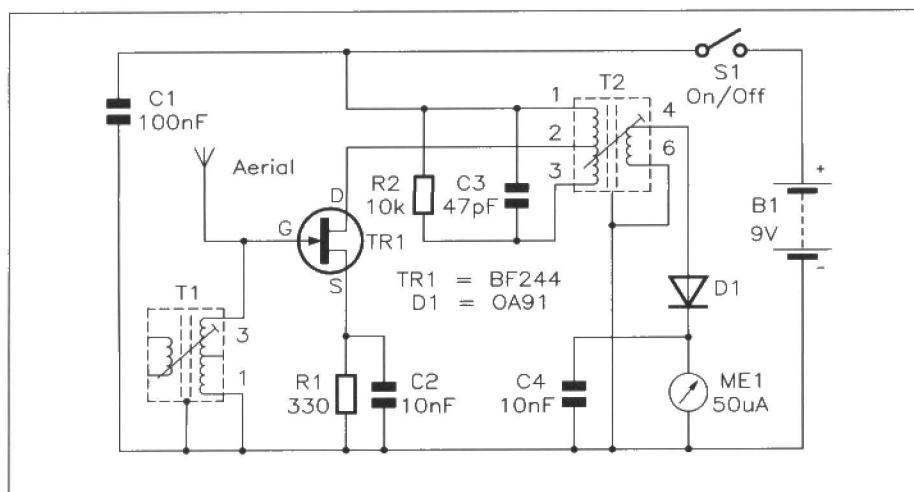 C1
100nF
Aerial
T1
3
1
D
G
S
TR1
R1
330
C2
10nF
R2
10k
C3
47pF
TR1 = BF244
D1 = OA91
1
2
3
T2
4
6
S1
On/Off
+
B1
9V
-
D1
C4
10nF
ME1
50uA